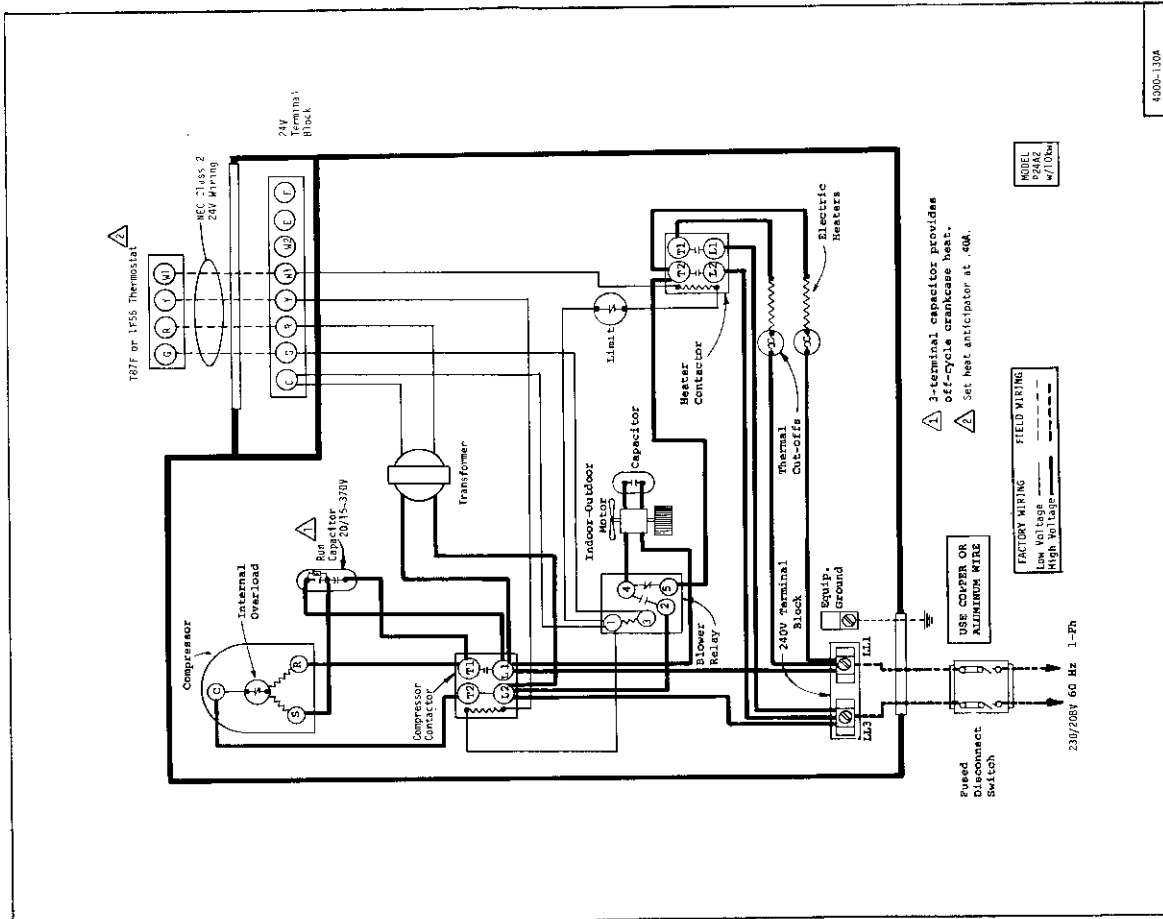 T87F or 1F56 Thermostat
2
G R Y W1
NEC Class 2
24V Wiring
24V
Terminal
Block
C G R Y W1 W2 E F
Compressor
Internal
Overload
C
S R
1
Run
Capacitor
20/15-370V
Transformer
Compressor
Contactor
T2 T1
L2 L1
Indoor-Outdoor
Motor
Capacitor
Limit
Heater
Contactor
T2 T1
L2 L1
Electric
Heaters
1 4
3 2 5
Blower
Relay
240V Terminal
Block
Thermal
Cut-offs
Equip.
Ground
LL3 LL1
Fused
Disconnect
Switch
USE COPPER OR
ALUMINUM WIRE
230/208V 60 Hz 1-Ph
FACTORY WIRING FIELD WIRING
Low Voltage
High Voltage
1 3-terminal capacitor provides
off-cycle crankcase heat.
2 Set heat anticipator at .40A.
MODEL
P24A2
w/10kw
4000-130A